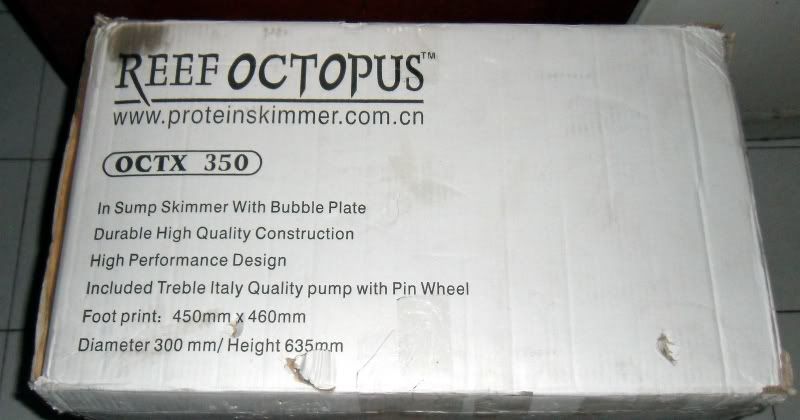 REEF OCTOPUS™
www.proteinskimmer.com.cn
OCTX 350
In Sump Skimmer With Bubble Plate
Durable High Quality Construction
High Performance Design
Included Treble Italy Quality pump with Pin Wheel
Foot print: 450mm x 460mm
Diameter 300 mm/ Height 635mm